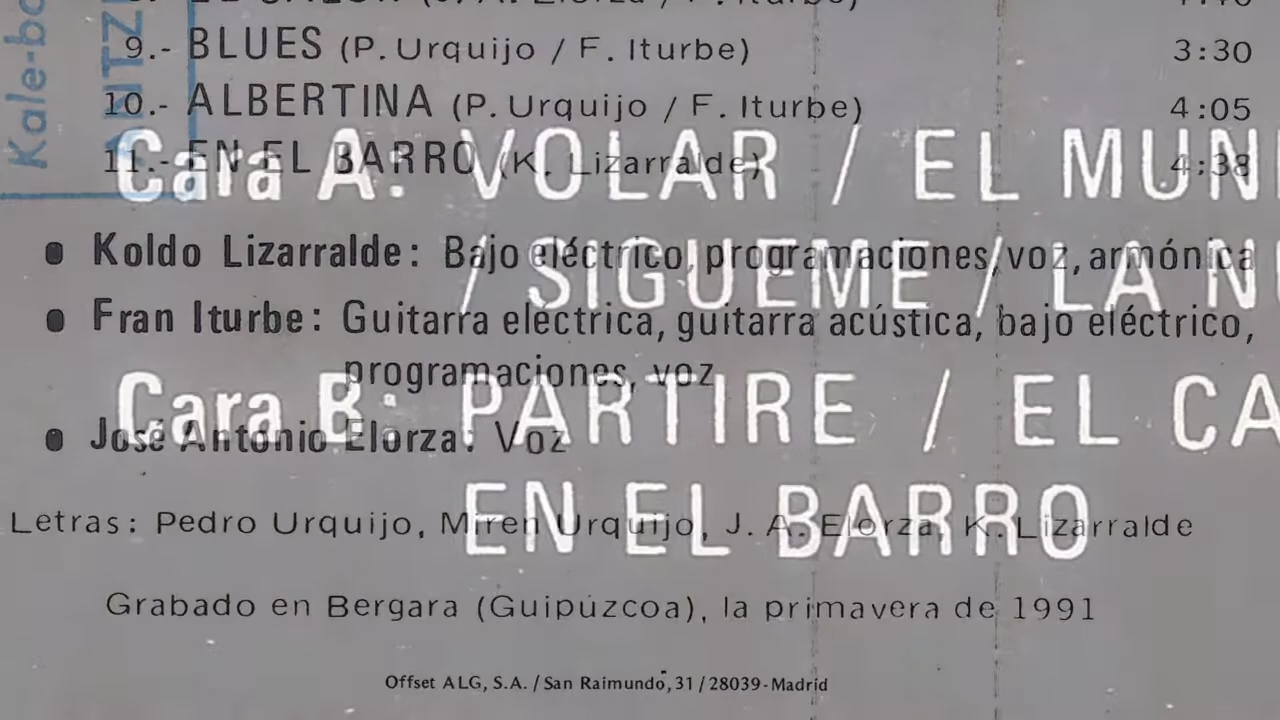 9.- BLUES (P. Urquijo / F. Iturbe) 3:30
10.- ALBERTINA (P. Urquijo / F. Iturbe) 4:05
11.- EN EL BARRO (K. Lizarralde) 4:38
Cara A: VOLAR / EL MUN
• Koldo Lizarralde: Bajo eléctrico, programaciones, voz, armónica
/ SIGUEME / LA N
• Fran Iturbe: Guitarra eléctrica, guitarra acústica, bajo eléctrico,
programaciones, voz
Cara B: PARTIRE / EL CA
• José Antonio Elorza: Voz
EN EL BARRO
Letras: Pedro Urquijo, Miren Urquijo, J. A. Elorza, K. Lizarralde
Grabado en Bergara (Guipúzcoa), la primavera de 1991
Offset ALG, S.A. / San Raimundo, 31 / 28039-Madrid
Kale-bo